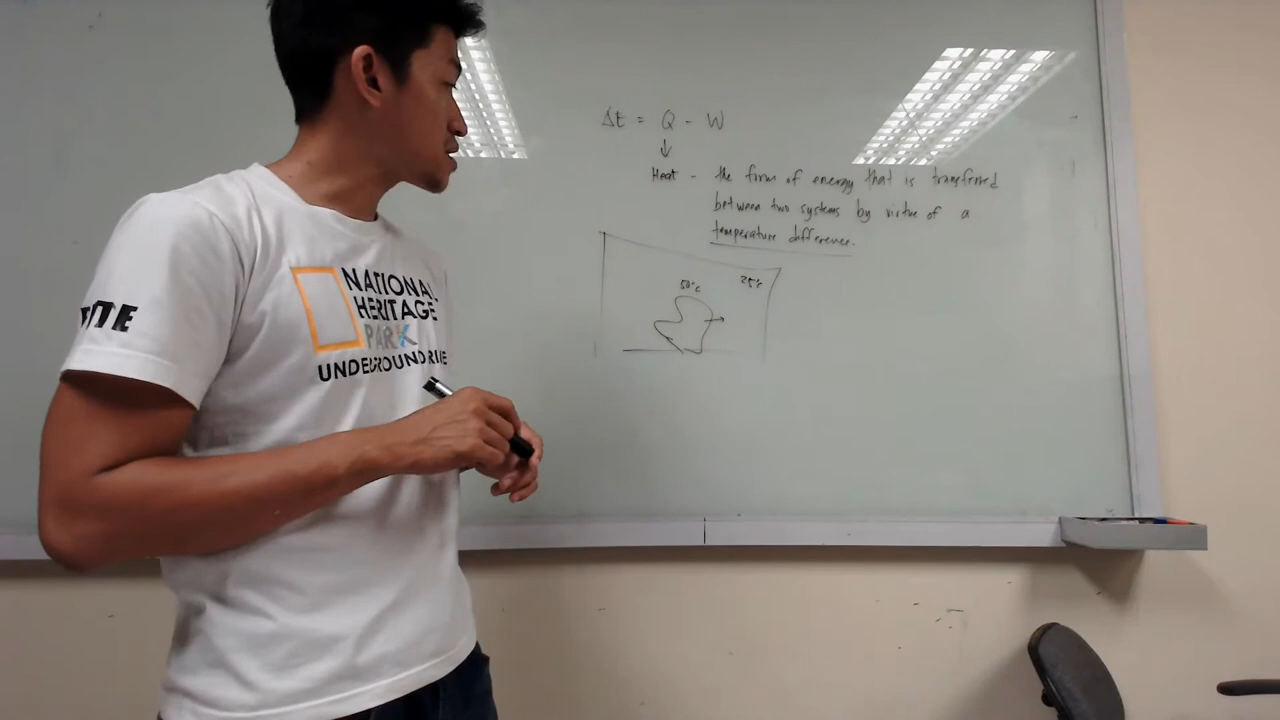 Δt = Q - W
↓
Heat - the form of energy that is transferred
between two systems by virtue of a
temperature difference.
50°c
25°c
NATIONAL
HERITAGE
PARK
UNDERGROUND